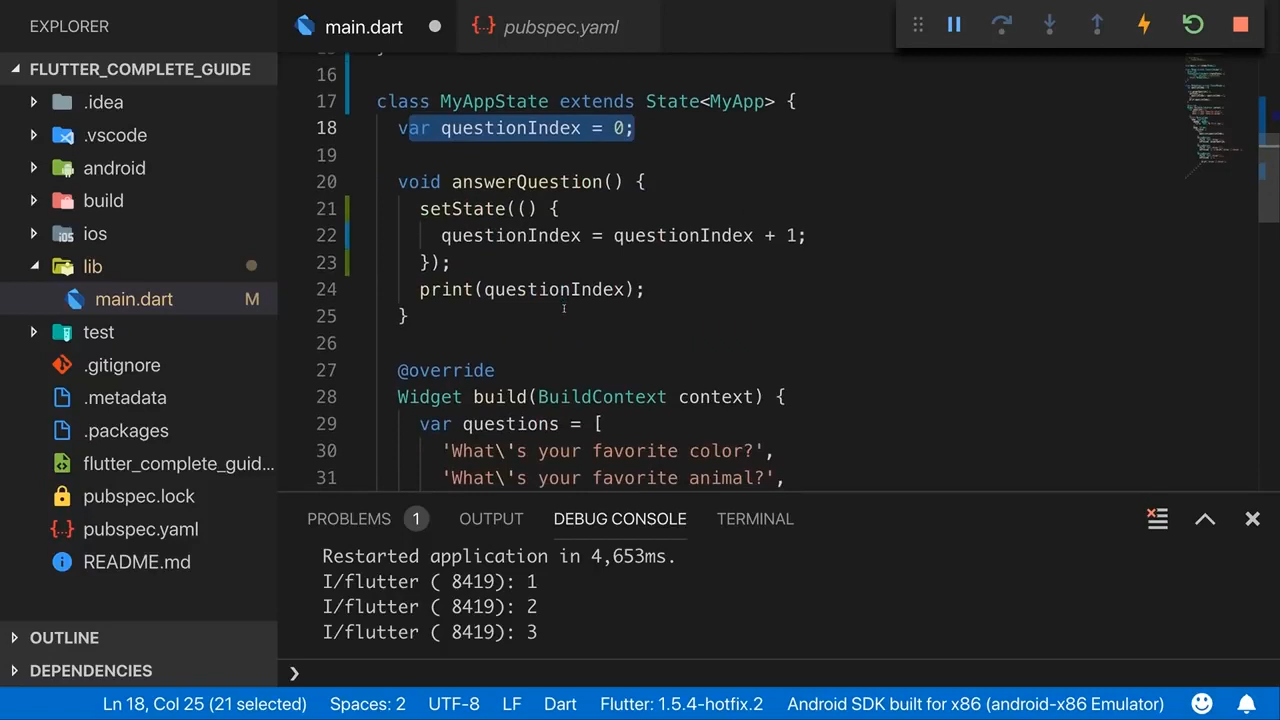 EXPLORER
FLUTTER_COMPLETE_GUIDE
.idea
.vscode
android
build
ios
lib
main.dart M
test
.gitignore
.metadata
.packages
flutter_complete_guid...
pubspec.lock
pubspec.yaml
README.md
OUTLINE
DEPENDENCIES
main.dart
pubspec.yaml
16
17 class MyAppState extends State<MyApp> {
18 var questionIndex = 0;
19
20 void answerQuestion() {
21 setState(() {
22 questionIndex = questionIndex + 1;
23 });
24 print(questionIndex);
25 }
26
27 @override
28 Widget build(BuildContext context) {
29 var questions = [
30 'What\'s your favorite color?',
31 'What\'s your favorite animal?',
PROBLEMS 1 OUTPUT DEBUG CONSOLE TERMINAL
Restarted application in 4,653ms.
I/flutter ( 8419): 1
I/flutter ( 8419): 2
I/flutter ( 8419): 3
Ln 18, Col 25 (21 selected) Spaces: 2 UTF-8 LF Dart Flutter: 1.5.4-hotfix.2 Android SDK built for x86 (android-x86 Emulator)